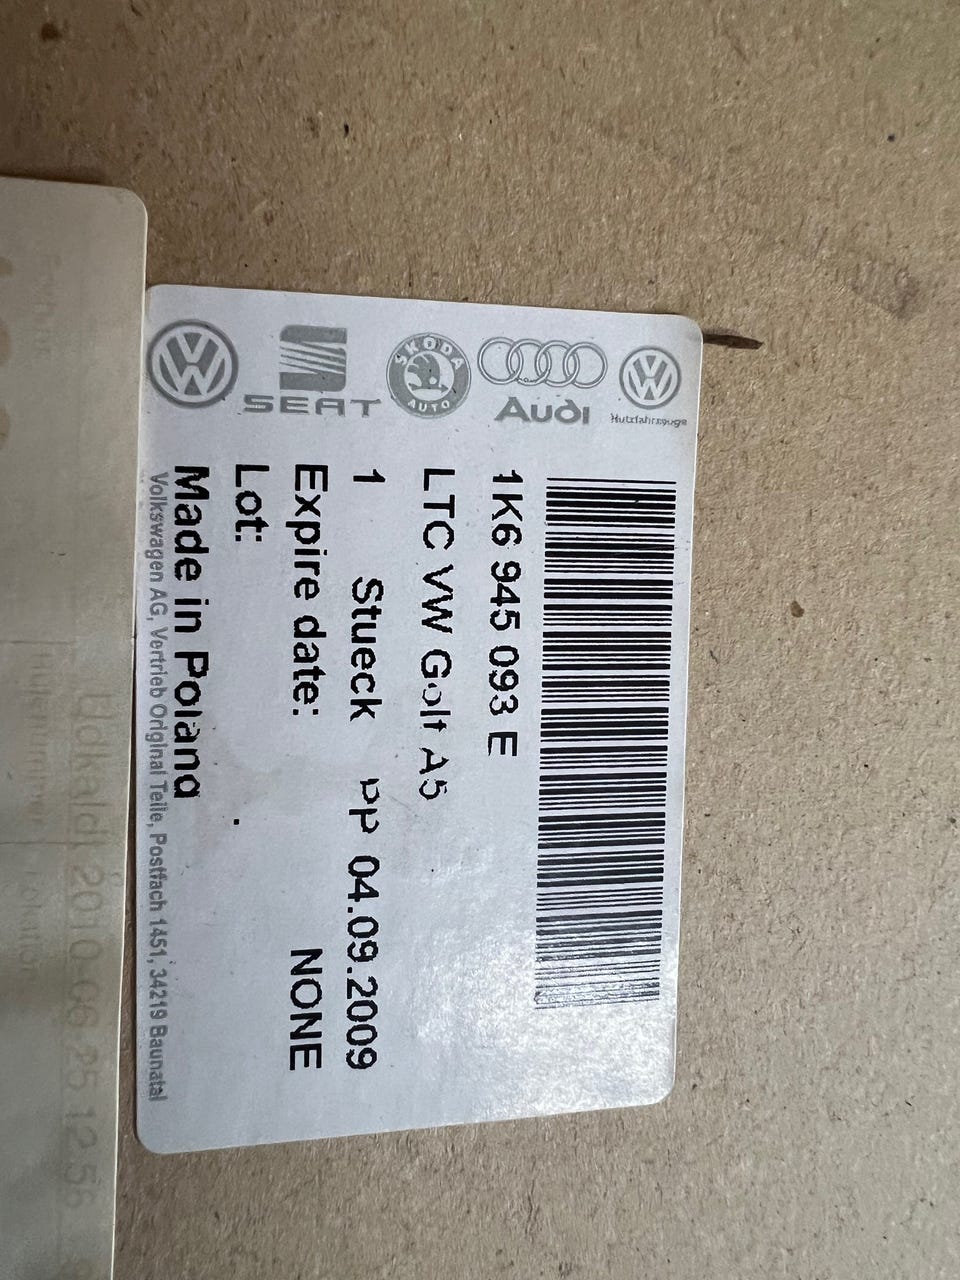 SEAT
ŠKODA
AUTO
Audi
Nutzfahrzeuge
1K6 945 093 E
LTC VW Golf A5
1 Stueck pp 04.09.2009
Expire date: NONE
Lot:
Made in Poland
Volkswagen AG, Vertrieb Original Teile, Postfach 1451, 34219 Baunatal